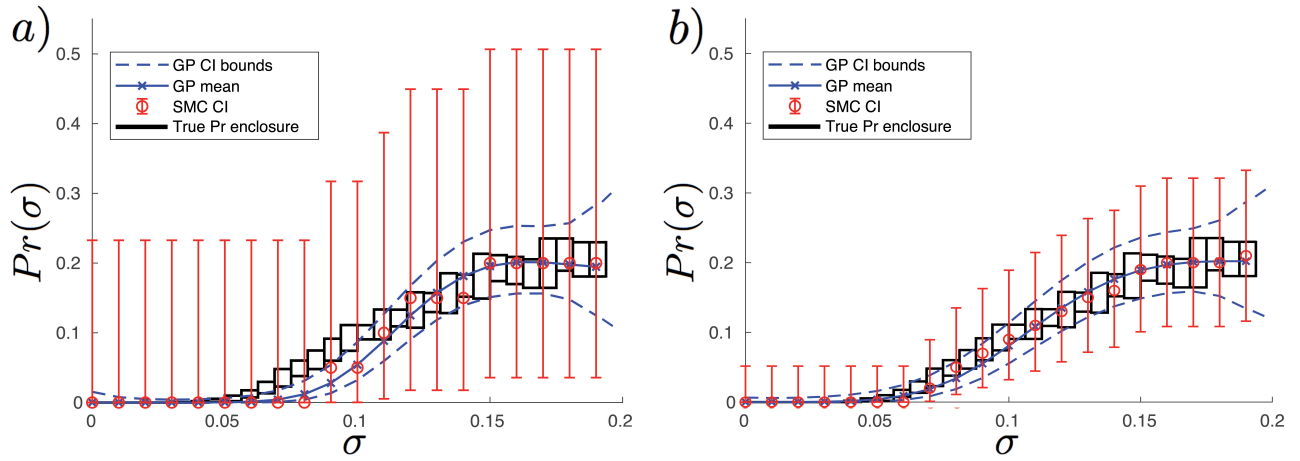 a)
0.5
0.4
0.3
0.2
0.1
0
Pr(σ)
GP CI bounds
GP mean
SMC CI
True Pr enclosure
0
0.05
0.1
0.15
0.2
σ
b)
0.5
0.4
0.3
0.2
0.1
0
Pr(σ)
GP CI bounds
GP mean
SMC CI
True Pr enclosure
0
0.05
0.1
0.15
0.2
σ